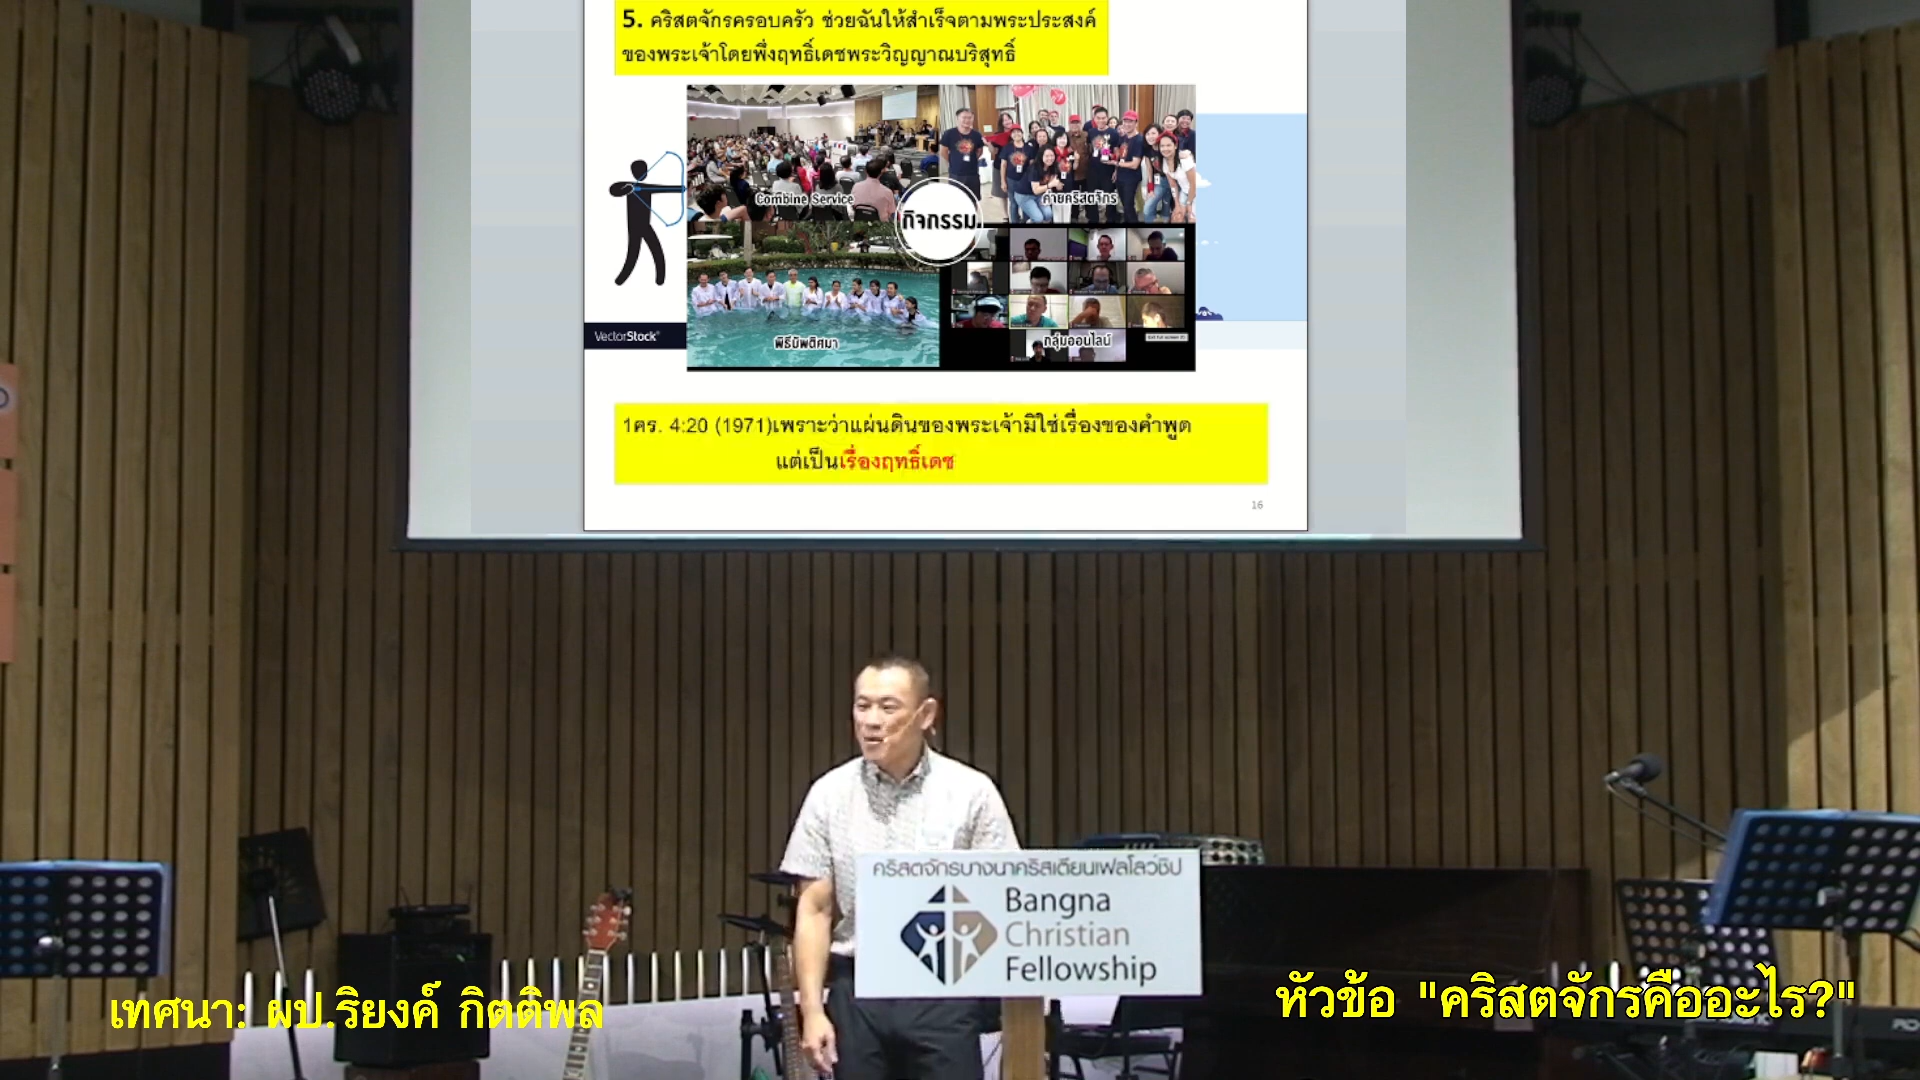 5. คริสตจักรครอบครัว ช่วยฉันให้สำเร็จตามพระประสงค์
ของพระเจ้าโดยพึ่งฤทธิ์เดชพระวิญญาณบริสุทธิ์
Combine Service
ค่ายคริสตจักร
กิจกรรม
พิธีบัพติศมา
กลุ่มออนไลน์
VectorStock
1คร. 4:20 (1971)เพราะว่าแผ่นดินของพระเจ้ามิใช่เรื่องของคำพูด
แต่เป็นเรื่องฤทธิ์เดช
16
คริสตจักรบางนาคริสเตียนเฟลโลว์ชิป
Bangna
Christian
Fellowship
เทศนา: ผป.ริยงค์ กิตติพล
หัวข้อ "คริสตจักรคืออะไร?"